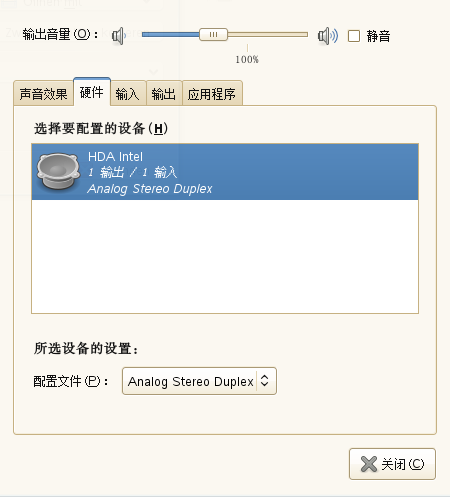 输出音量(O)：
静音
100%
声音效果 硬件 输入 输出 应用程序
选择要配置的设备(H)
HDA Intel
1 输出 / 1 输入
Analog Stereo Duplex
所选设备的设置：
配置文件(P)： Analog Stereo Duplex
关闭(C)